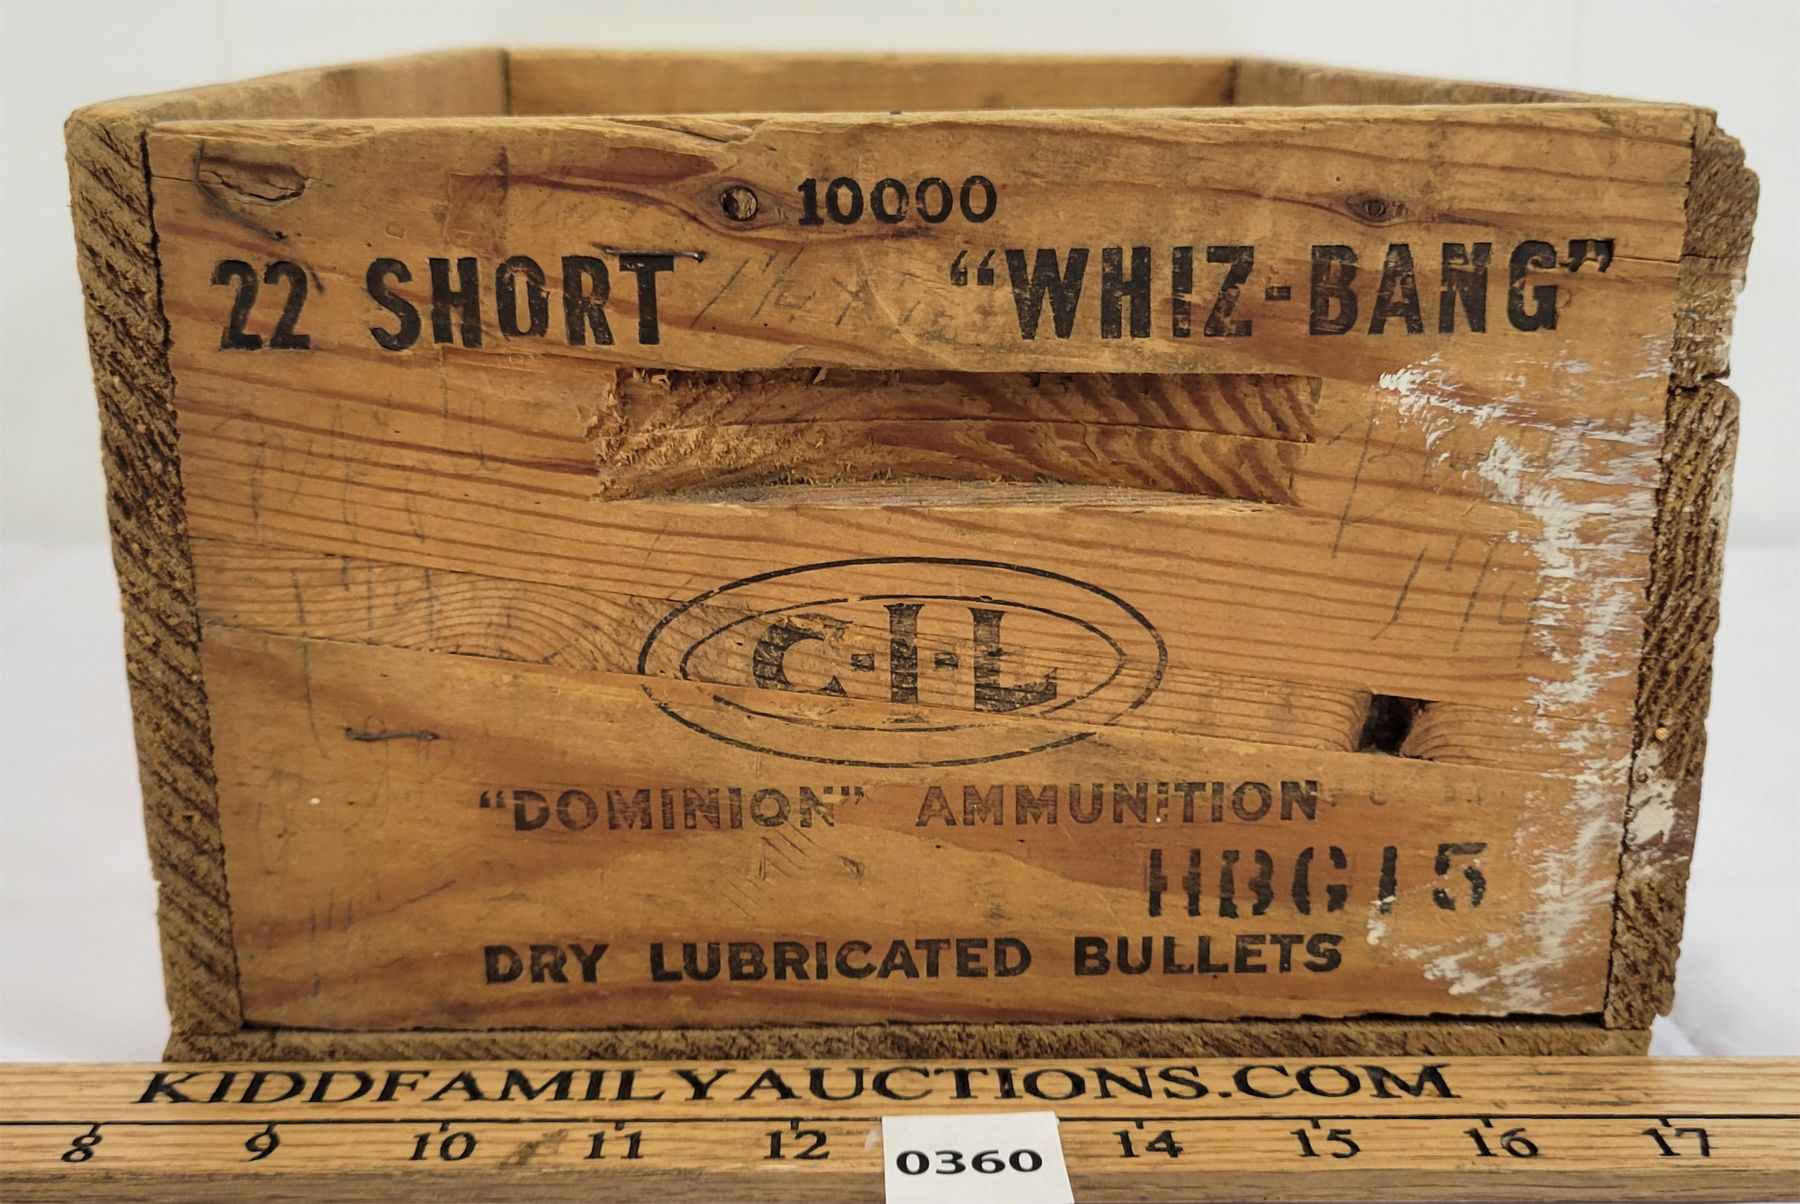 10000
22 SHORT "WHIZ-BANG"
C-I-L
"DOMINION" AMMUNITION
HBG15
DRY LUBRICATED BULLETS
KIDDFAMILYAUCTIONS.COM
8 9 10 11 12 14 15 16 17
0360